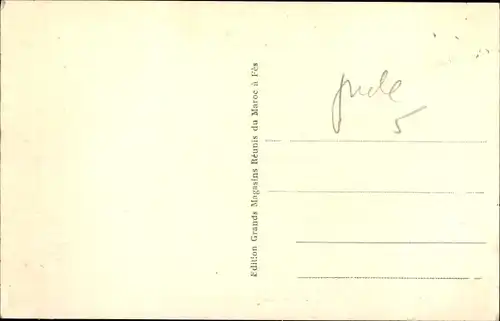 Edition Grands Magasins Réunis du Maroc à Fès
5